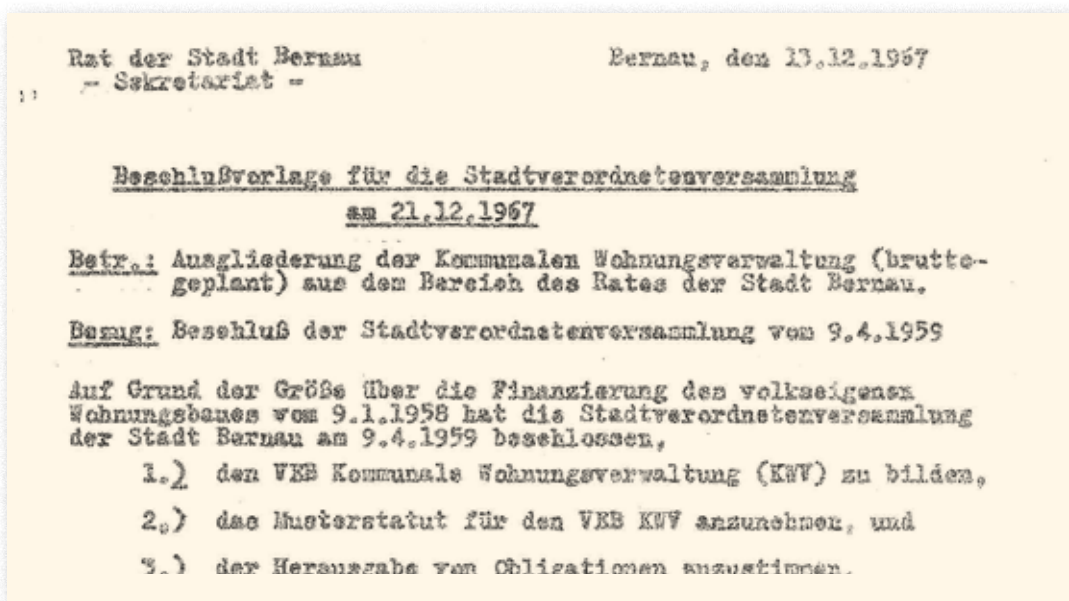 Rat der Stadt Bernau
Bernau, den 13.12.1967
- Sekretariat -
Beschlußvorlage für die Stadtverordnetenversammlung
am 21.12.1967
Betr.: Ausgliederung der Kommunalen Wohnungsverwaltung (brutto-
geplant) aus dem Bereich des Rates der Stadt Bernau.
Bezug: Beschluß der Stadtverordnetenversammlung vom 9.4.1959
Auf Grund der Größe über die Finanzierung des volkseigenen
Wohnungsbaues vom 9.1.1958 hat die Stadtverordnetenversammlung
der Stadt Bernau am 9.4.1959 beschlossen,
1.) den VEB Kommunale Wohnungsverwaltung (KWV) zu bilden,
2.) das Musterstatut für den VEB KWV anzunehmen, und
3.) der Herausgabe von Obligationen zuzustimmen.